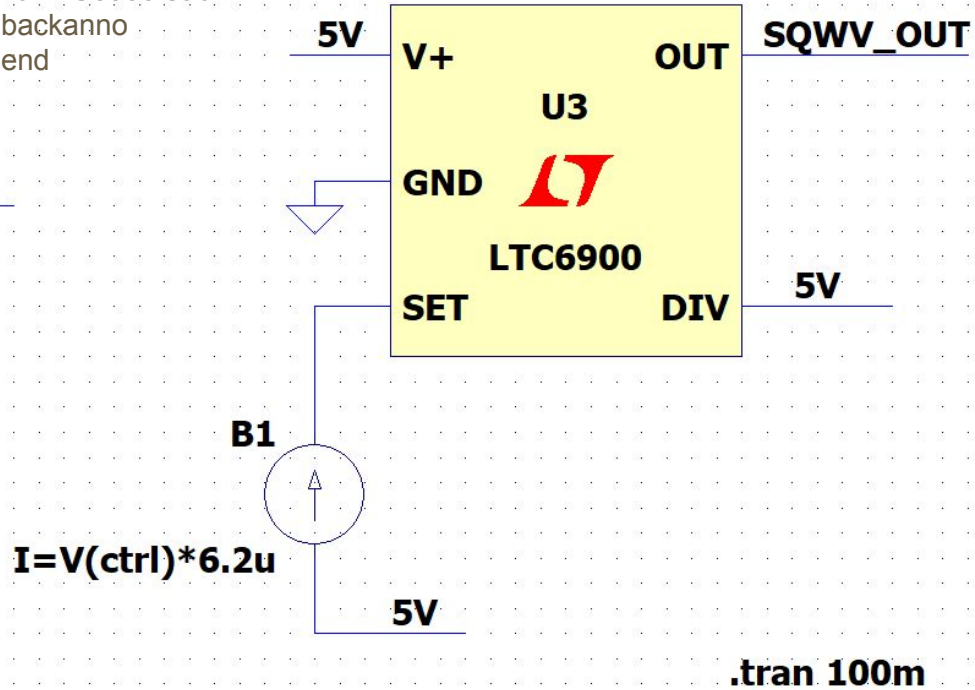 backanno
end
5V
V+
OUT
SQWV_OUT
U3
GND
LTC6900
SET
DIV
5V
B1
I=V(ctrl)*6.2u
5V
.tran 100m